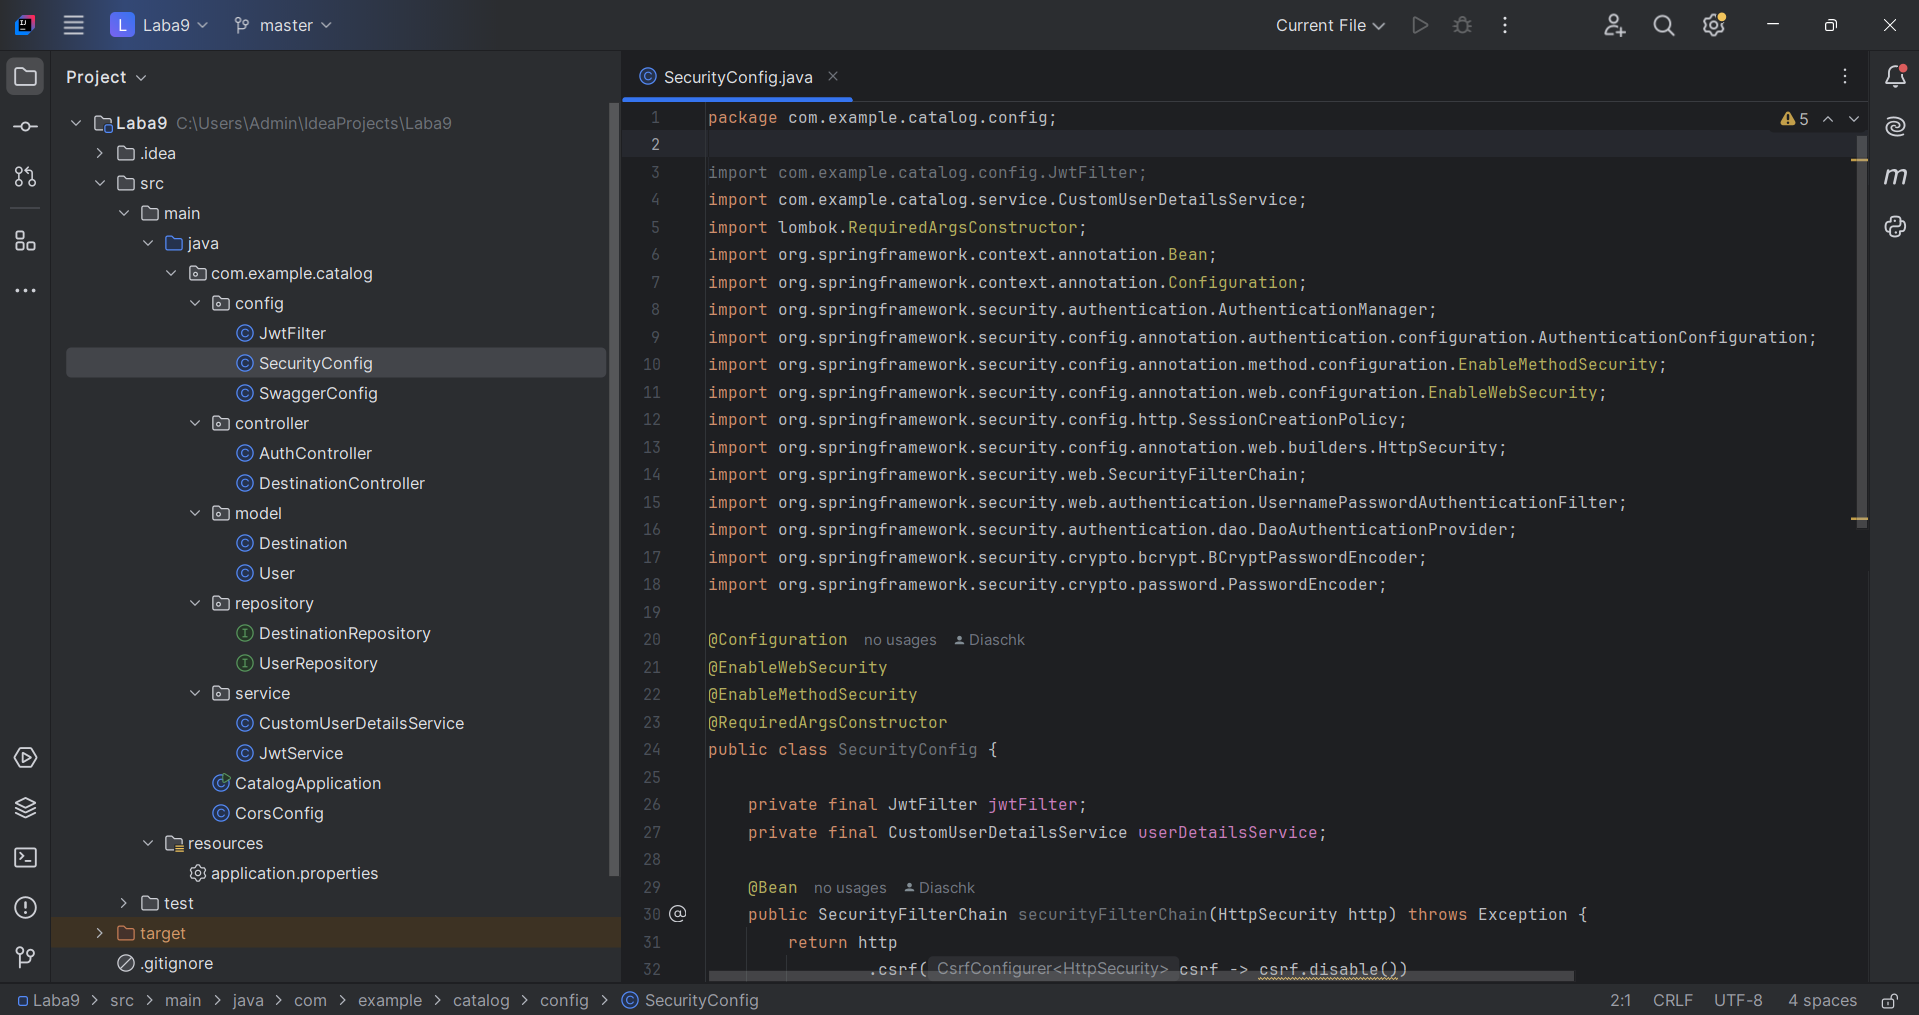 L Laba9 master Current File
Project
SecurityConfig.java
Laba9 C:\Users\Admin\IdeaProjects\Laba9
.idea
src
main
java
com.example.catalog
config
JwtFilter
SecurityConfig
SwaggerConfig
controller
AuthController
DestinationController
model
Destination
User
repository
DestinationRepository
UserRepository
service
CustomUserDetailsService
JwtService
CatalogApplication
CorsConfig
resources
application.properties
test
target
.gitignore
5
1 package com.example.catalog.config;
2
3 import com.example.catalog.config.JwtFilter;
4 import com.example.catalog.service.CustomUserDetailsService;
5 import lombok.RequiredArgsConstructor;
6 import org.springframework.context.annotation.Bean;
7 import org.springframework.context.annotation.Configuration;
8 import org.springframework.security.authentication.AuthenticationManager;
9 import org.springframework.security.config.annotation.authentication.configuration.AuthenticationConfiguration;
10 import org.springframework.security.config.annotation.method.configuration.EnableMethodSecurity;
11 import org.springframework.security.config.annotation.web.configuration.EnableWebSecurity;
12 import org.springframework.security.config.http.SessionCreationPolicy;
13 import org.springframework.security.config.annotation.web.builders.HttpSecurity;
14 import org.springframework.security.web.SecurityFilterChain;
15 import org.springframework.security.web.authentication.UsernamePasswordAuthenticationFilter;
16 import org.springframework.security.authentication.dao.DaoAuthenticationProvider;
17 import org.springframework.security.crypto.bcrypt.BCryptPasswordEncoder;
18 import org.springframework.security.crypto.password.PasswordEncoder;
19
20 @Configuration no usages Diaschk
21 @EnableWebSecurity
22 @EnableMethodSecurity
23 @RequiredArgsConstructor
24 public class SecurityConfig {
25
26 private final JwtFilter jwtFilter;
27 private final CustomUserDetailsService userDetailsService;
28
29 @Bean no usages Diaschk
30 public SecurityFilterChain securityFilterChain(HttpSecurity http) throws Exception {
31 return http
32 .csrf( CsrfConfigurer<HttpSecurity> csrf -> csrf.disable())
Laba9 > src > main > java > com > example > catalog > config > SecurityConfig 2:1 CRLF UTF-8 4 spaces